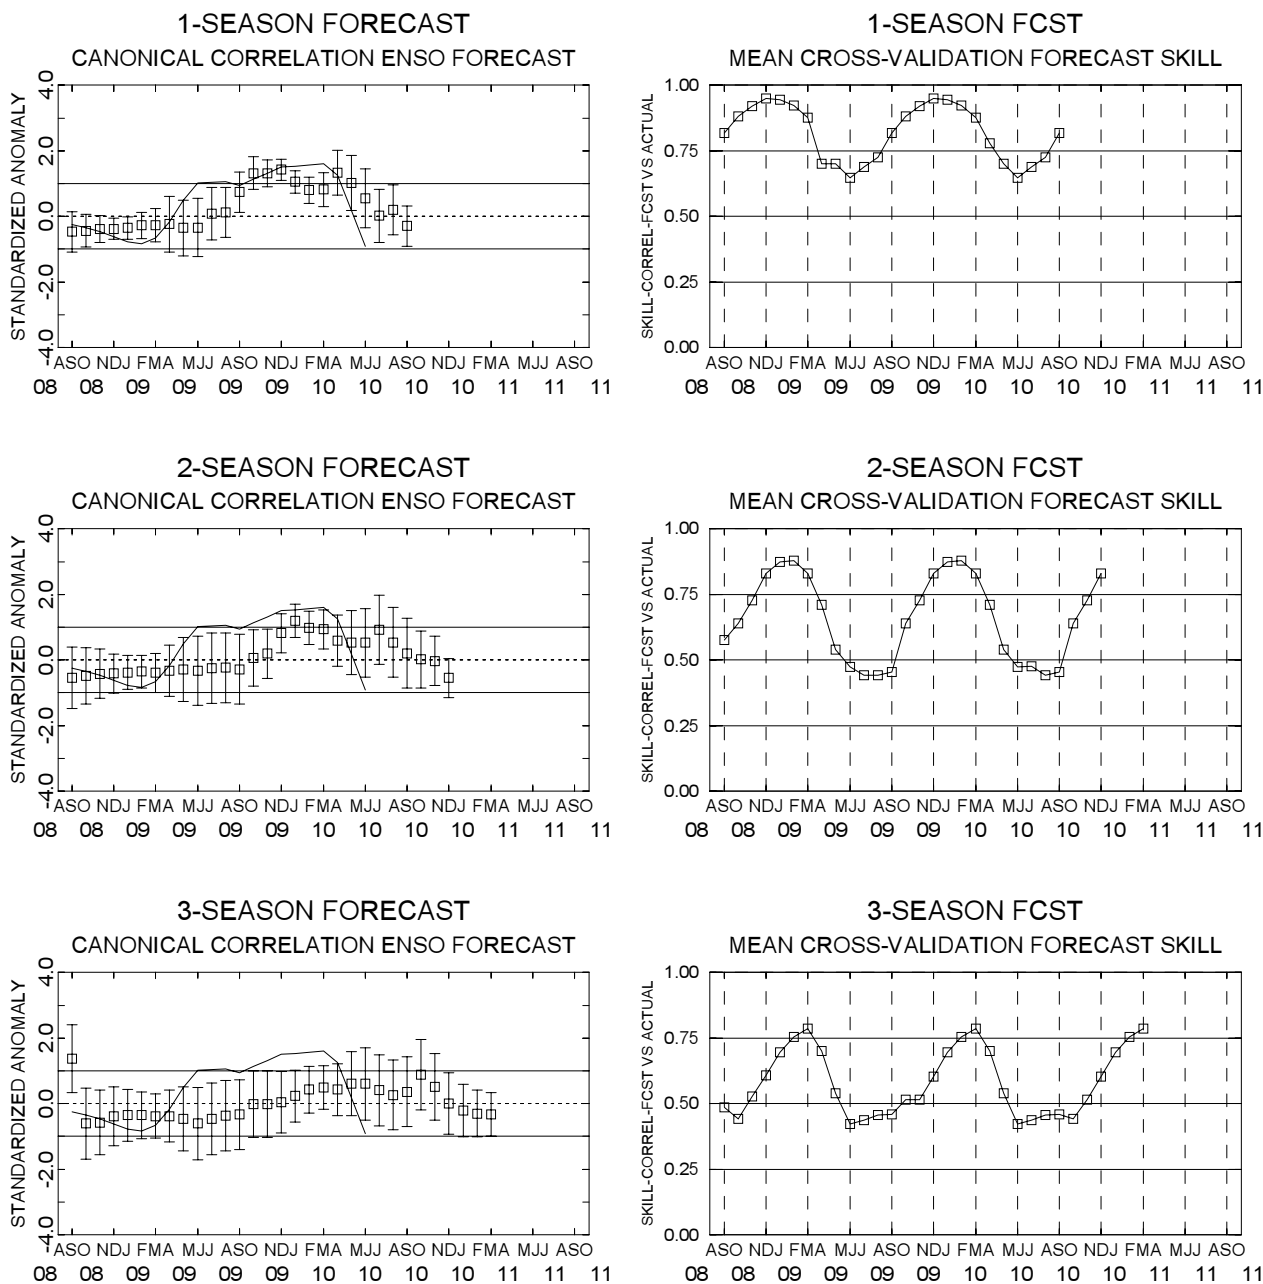 1-SEASON FORECAST
CANONICAL CORRELATION ENSO FORECAST
STANDARDIZED ANOMALY
4.0
2.0
0.0
-2.0
-4.0
ASO NDJ FMA MJJ ASO NDJ FMA MJJ ASO NDJ FMA MJJ ASO
08 08 09 09 09 09 10 10 10 10 11 11 11
1-SEASON FCST
MEAN CROSS-VALIDATION FORECAST SKILL
SKILL-CORREL-FCST VS ACTUAL
1.00
0.75
0.50
0.25
0.00
ASO NDJ FMA MJJ ASO NDJ FMA MJJ ASO NDJ FMA MJJ ASO
08 08 09 09 09 09 10 10 10 10 11 11 11
2-SEASON FORECAST
CANONICAL CORRELATION ENSO FORECAST
STANDARDIZED ANOMALY
4.0
2.0
0.0
-2.0
-4.0
ASO NDJ FMA MJJ ASO NDJ FMA MJJ ASO NDJ FMA MJJ ASO
08 08 09 09 09 09 10 10 10 10 11 11 11
2-SEASON FCST
MEAN CROSS-VALIDATION FORECAST SKILL
SKILL-CORREL-FCST VS ACTUAL
1.00
0.75
0.50
0.25
0.00
ASO NDJ FMA MJJ ASO NDJ FMA MJJ ASO NDJ FMA MJJ ASO
08 08 09 09 09 09 10 10 10 10 11 11 11
3-SEASON FORECAST
CANONICAL CORRELATION ENSO FORECAST
STANDARDIZED ANOMALY
4.0
2.0
0.0
-2.0
-4.0
ASO NDJ FMA MJJ ASO NDJ FMA MJJ ASO NDJ FMA MJJ ASO
08 08 09 09 09 09 10 10 10 10 11 11 11
3-SEASON FCST
MEAN CROSS-VALIDATION FORECAST SKILL
SKILL-CORREL-FCST VS ACTUAL
1.00
0.75
0.50
0.25
0.00
ASO NDJ FMA MJJ ASO NDJ FMA MJJ ASO NDJ FMA MJJ ASO
08 08 09 09 09 09 10 10 10 10 11 11 11